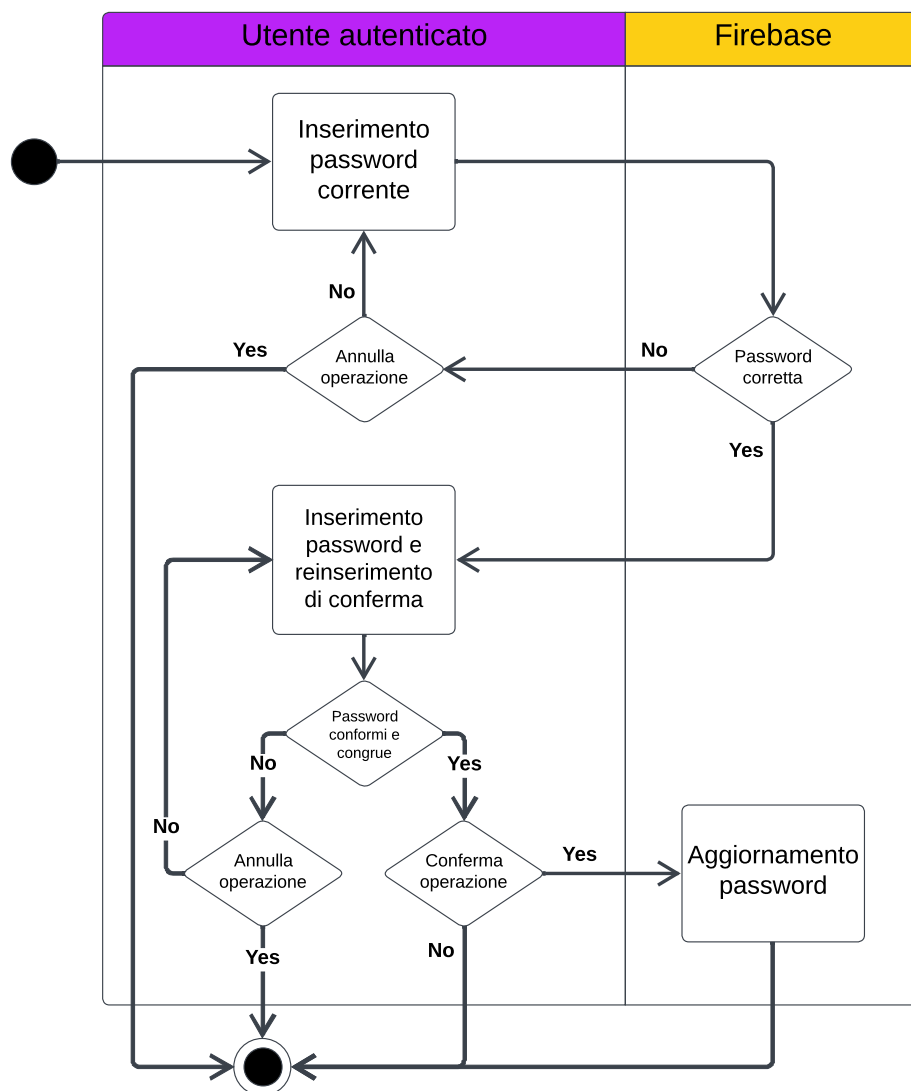 Utente autenticato
Firebase
Inserimento
password
corrente
No
Yes
Annulla
operazione
No
Password
corretta
Yes
Inserimento
password e
reinserimento
di conferma
Password
conformi e
congrue
No
Yes
No
Annulla
operazione
Conferma
operazione
Yes
Aggiornamento
password
Yes
No